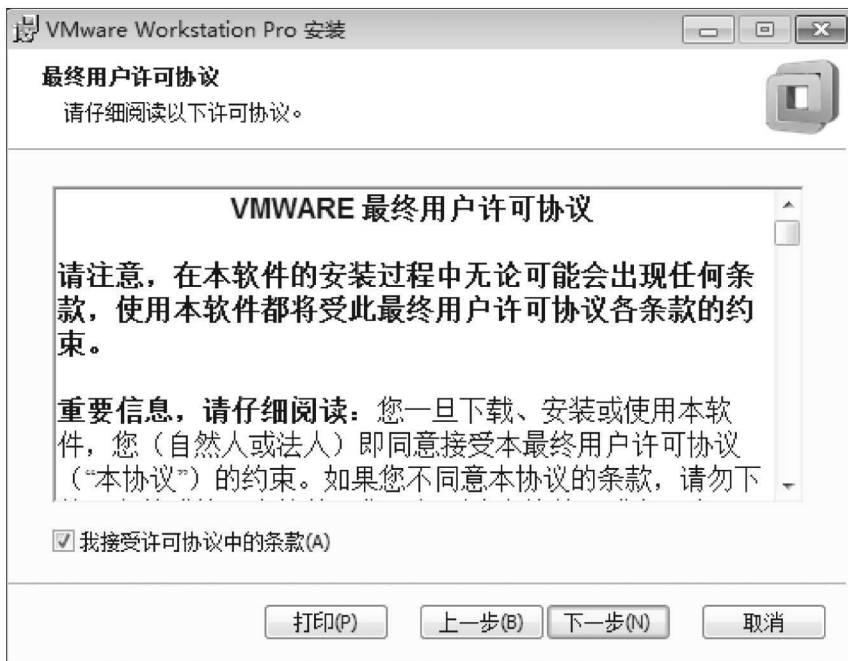 VMware Workstation Pro 安装
最终用户许可协议
请仔细阅读以下许可协议。
VMWARE 最终用户许可协议
请注意，在本软件的安装过程中无论可能会出现任何条
款，使用本软件都将受此最终用户许可协议各条款的约
束。
重要信息，请仔细阅读：您一旦下载、安装或使用本软
件，您（自然人或法人）即同意接受本最终用户许可协议
（“本协议”）的约束。如果您不同意本协议的条款，请勿下
我接受许可协议中的条款(A)
打印(P)
上一步(B)
下一步(N)
取消